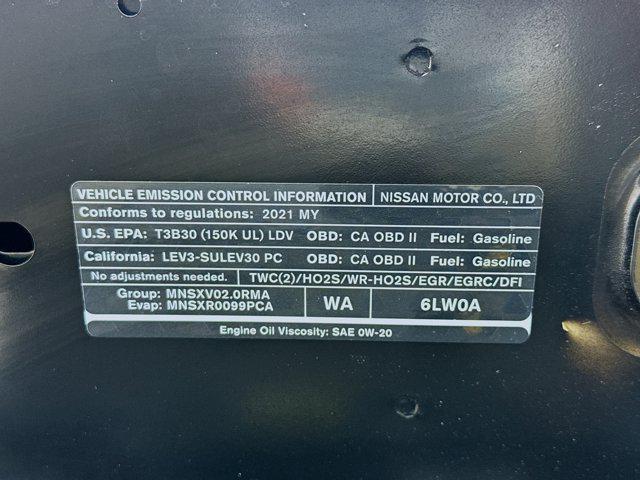 VEHICLE EMISSION CONTROL INFORMATION NISSAN MOTOR CO., LTD
Conforms to regulations: 2021 MY
U.S. EPA: T3B30 (150K UL) LDV OBD: CA OBD II Fuel: Gasoline
California: LEV3-SULEV30 PC OBD: CA OBD II Fuel: Gasoline
No adjustments needed. TWC(2)/HO2S/WR-HO2S/EGR/EGRC/DFI
Group: MNSXV02.0RMA
Evap: MNSXR0099PCA
WA
6LW0A
Engine Oil Viscosity: SAE 0W-20